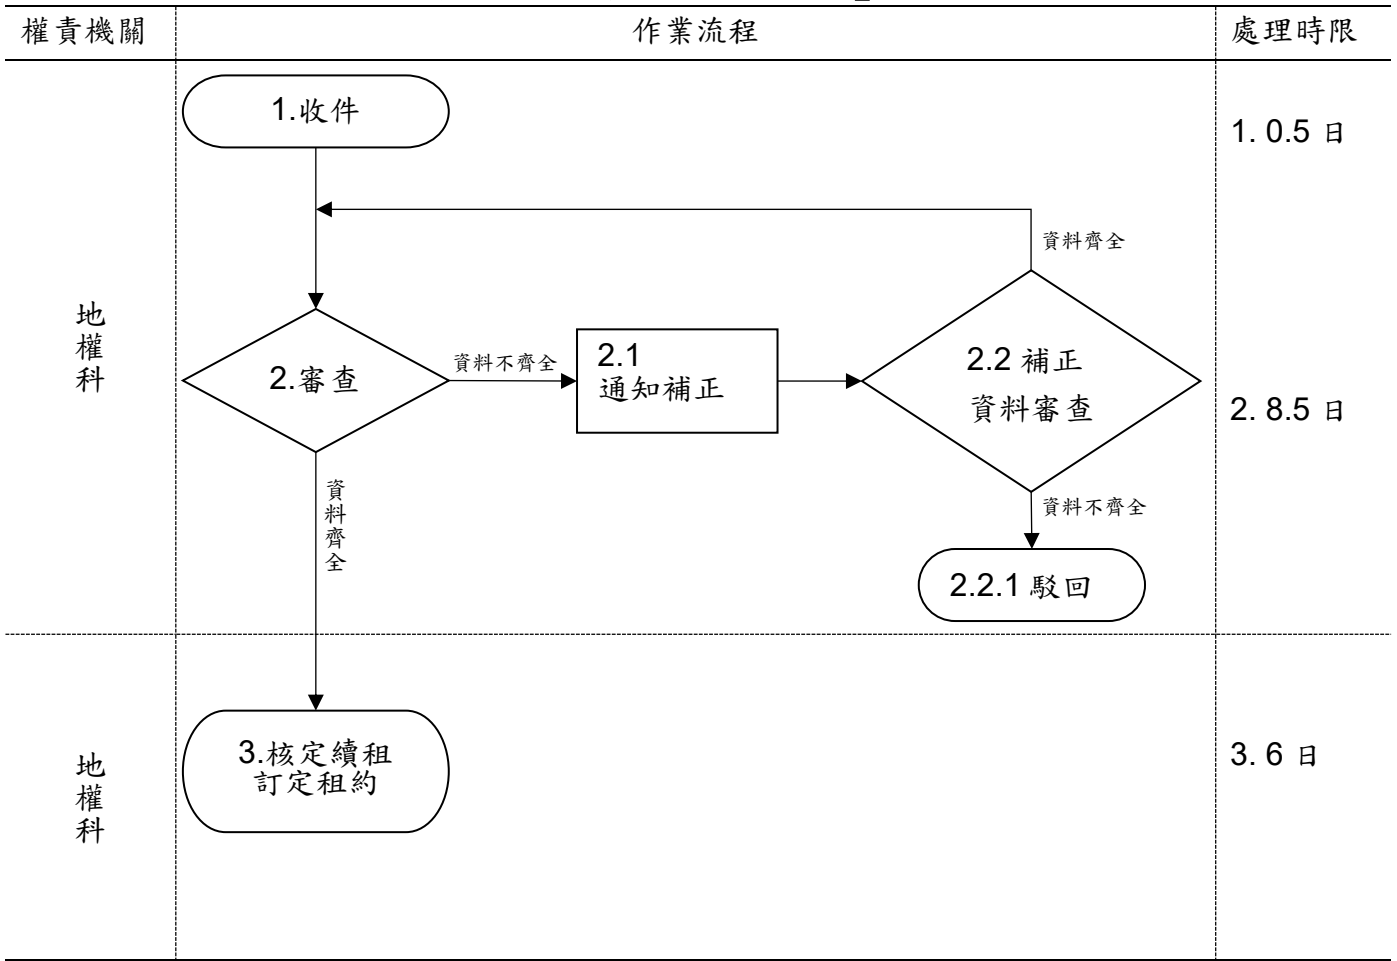 權責機關
作業流程
處理時限
1.收件
1. 0.5 日
資料齊全
地權科
2.審查
資料不齊全
2.1
通知補正
2.2 補正
資料審查
2. 8.5 日
資料齊全
資料不齊全
2.2.1 駁回
地權科
3.核定續租
訂定租約
3. 6 日